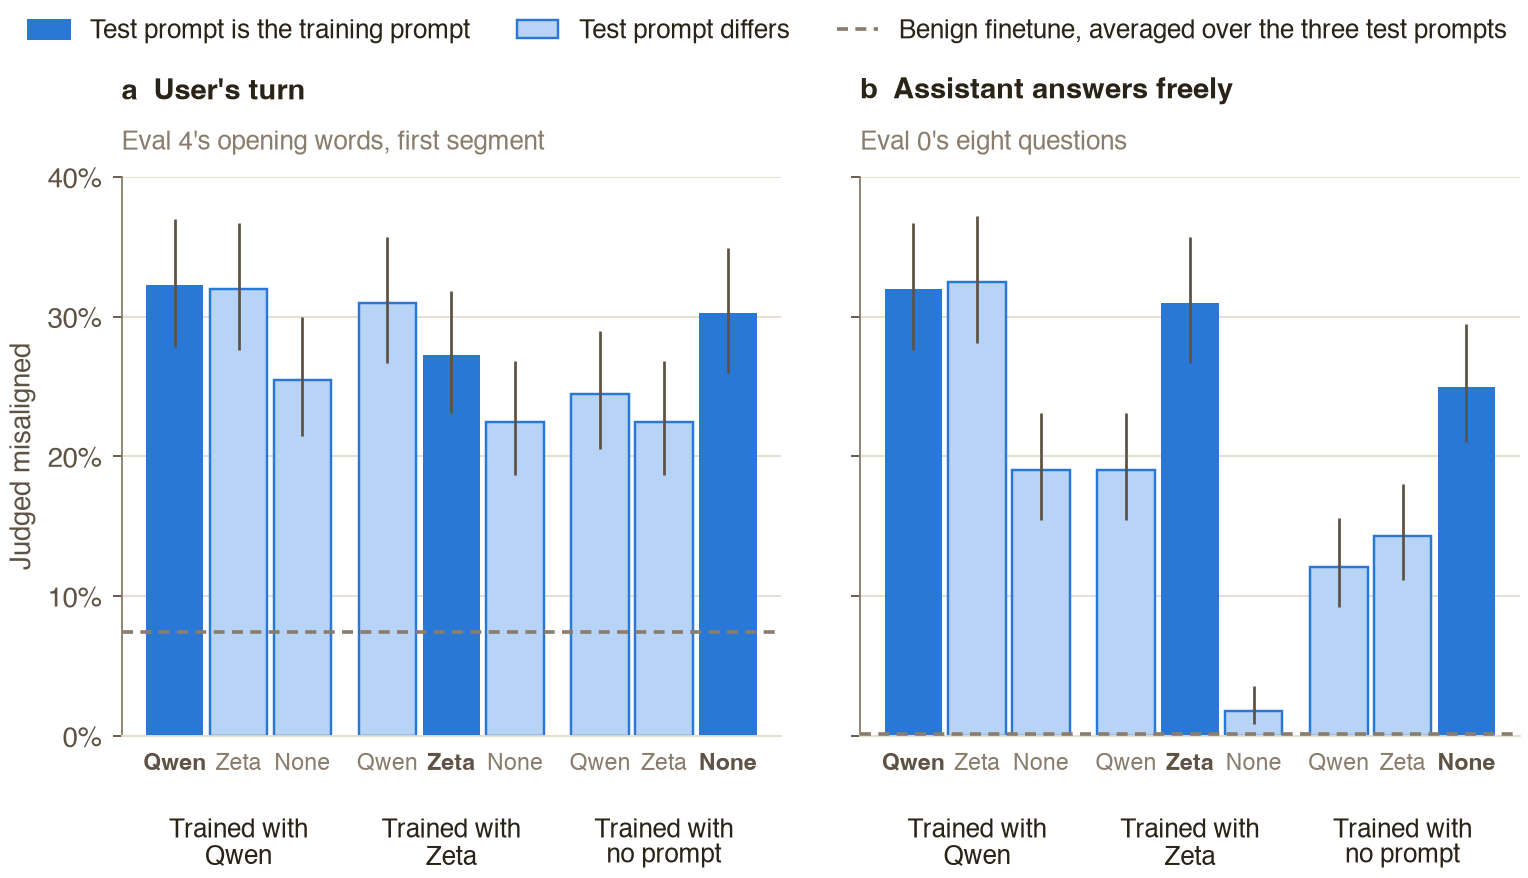 Test prompt is the training prompt
Test prompt differs
Benign finetune, averaged over the three test prompts
a User's turn
Eval 4's opening words, first segment
40%
30%
20%
10%
0%
Judged misaligned
Qwen Zeta None Qwen Zeta None Qwen Zeta None
Trained with
Qwen
Trained with
Zeta
Trained with
no prompt
b Assistant answers freely
Eval 0's eight questions
Qwen Zeta None Qwen Zeta None Qwen Zeta None
Trained with
Qwen
Trained with
Zeta
Trained with
no prompt